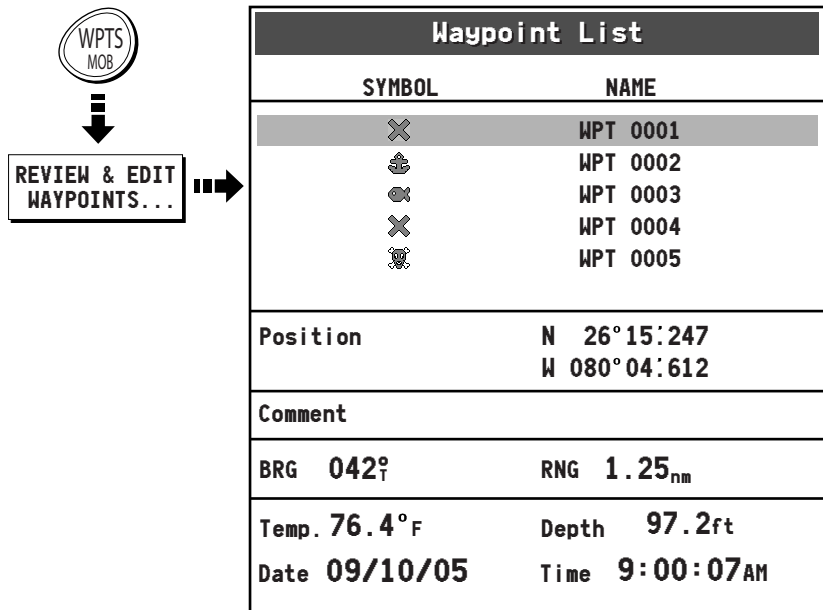 WPTS
MOB
REVIEW & EDIT
WAYPOINTS...
Waypoint List
SYMBOL NAME
WPT 0001
WPT 0002
WPT 0003
WPT 0004
WPT 0005
Position N 26°15.'247
W 080°04.'612
Comment
BRG 042°T RNG 1.25nm
Temp. 76.4°F Depth 97.2ft
Date 09/10/05 Time 9:00:07AM